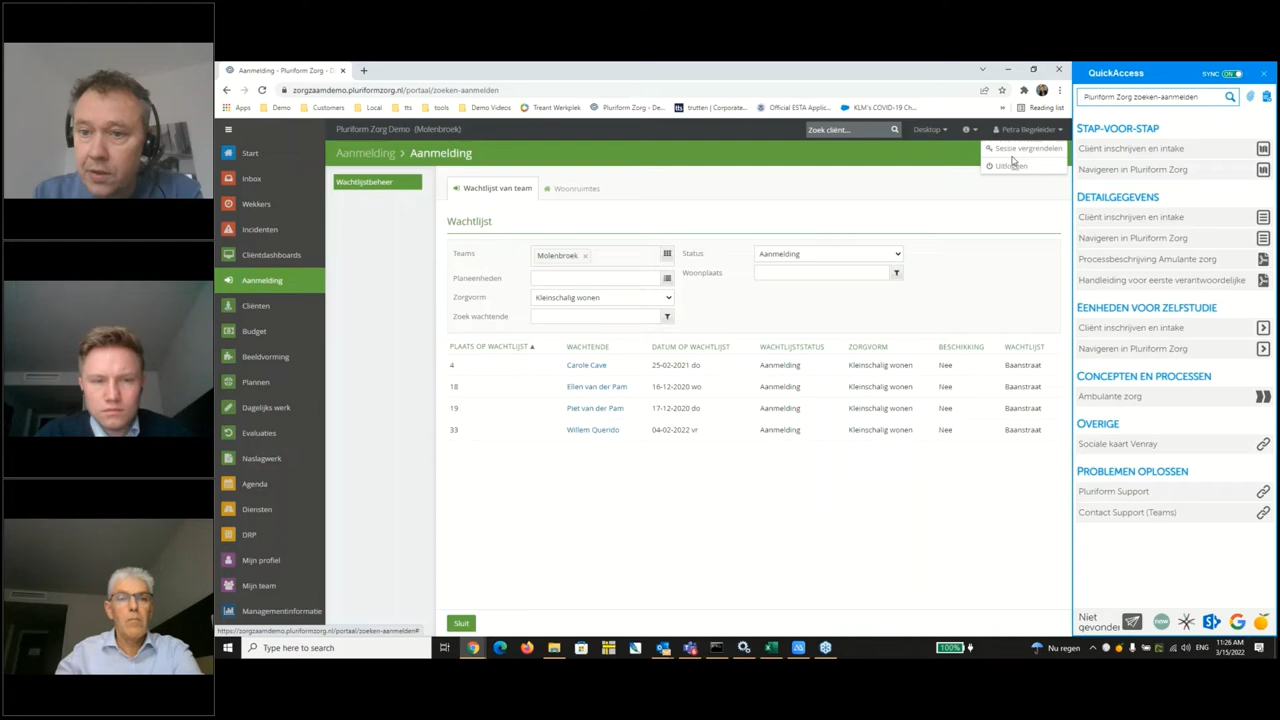 Aanmelding - Pluriform Zorg - D
zorgzaamdemo.pluriformzorg.nl/portaal/zoeken-aanmelden
Apps Demo Customers Local tts tools Demo Videos Treant Werkplek Pluriform Zorg - De... trutten | Corporate... Official ESTA Applic... KLM's COVID-19 Ch... » Reading list
Pluriform Zorg Demo (Molenbroek) Zoek cliënt... Desktop Petra Begeleider
Sessie vergrendelen
Uitloggen
Aanmelding > Aanmelding
Start
Inbox
Wekkers
Incidenten
Cliëntdashboards
Aanmelding
Cliënten
Budget
Beeldvorming
Plannen
Dagelijks werk
Evaluaties
Naslagwerk
Agenda
Diensten
DRP
Mijn profiel
Mijn team
Managementinformatie
Wachtlijstbeheer
Wachtlijst van team Woonruimtes
Wachtlijst
Teams Molenbroek × Status Aanmelding
Planeenheden Woonplaats
Zorgvorm Kleinschalig wonen
Zoek wachtende
PLAATS OP WACHTLIJST WACHTENDE DATUM OP WACHTLIJST WACHTLIJSTSTATUS ZORGVORM BESCHIKKING WACHTLIJST
4 Carole Cave 25-02-2021 do Aanmelding Kleinschalig wonen Nee Baanstraat
18 Ellen van der Pam 16-12-2020 wo Aanmelding Kleinschalig wonen Nee Baanstraat
19 Piet van der Pam 17-12-2020 do Aanmelding Kleinschalig wonen Nee Baanstraat
33 Willem Querido 04-02-2022 vr Aanmelding Kleinschalig wonen Nee Baanstraat
Sluit
https://zorgzaamdemo.pluriformzorg.nl/portaal/zoeken-aanmelden#
QuickAccess SYNC ON
Pluriform Zorg zoeken-aanmelden
STAP-VOOR-STAP
Cliënt inschrijven en intake
Navigeren in Pluriform Zorg
DETAILGEGEVENS
Cliënt inschrijven en intake
Navigeren in Pluriform Zorg
Procesbeschrijving Amulante zorg
Handleiding voor eerste verantwoordelijke
EENHEDEN VOOR ZELFSTUDIE
Cliënt inschrijven en intake
Navigeren in Pluriform Zorg
CONCEPTEN EN PROCESSEN
Ambulante zorg
OVERIGE
Sociale kaart Venray
PROBLEMEN OPLOSSEN
Pluriform Support
Contact Support (Teams)
Niet
gevonden
new
Type here to search
100%
Nu regen
ENG
11:26 AM
3/15/2022